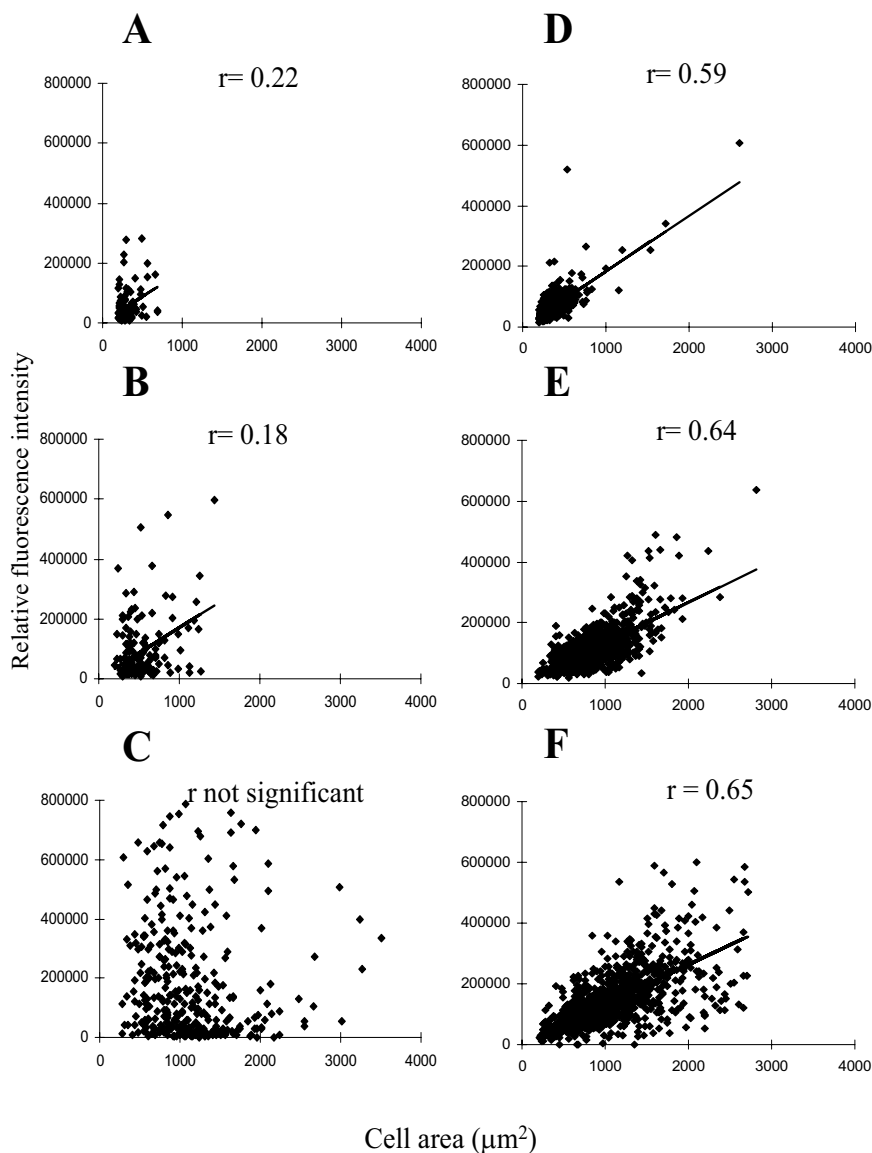 A
r= 0.22
800000
600000
400000
200000
0
0 1000 2000 3000 4000
D
r= 0.59
800000
600000
400000
200000
0
0 1000 2000 3000 4000
Relative fluorescence intensity
B
r= 0.18
800000
600000
400000
200000
0
0 1000 2000 3000 4000
E
r= 0.64
800000
600000
400000
200000
0
0 1000 2000 3000 4000
C
r not significant
800000
600000
400000
200000
0
0 1000 2000 3000 4000
F
r = 0.65
800000
600000
400000
200000
0
0 1000 2000 3000 4000
Cell area (μm²)